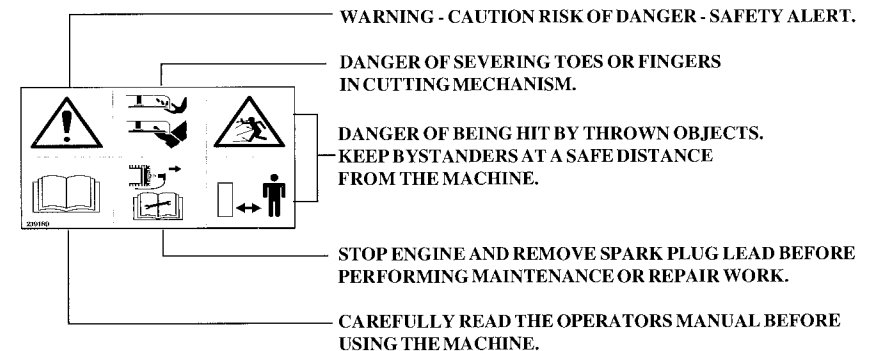 WARNING - CAUTION RISK OF DANGER - SAFETY ALERT.
DANGER OF SEVERING TOES OR FINGERS
IN CUTTING MECHANISM.
DANGER OF BEING HIT BY THROWN OBJECTS.
KEEP BYSTANDERS AT A SAFE DISTANCE
FROM THE MACHINE.
STOP ENGINE AND REMOVE SPARK PLUG LEAD BEFORE
PERFORMING MAINTENANCE OR REPAIR WORK.
CAREFULLY READ THE OPERATORS MANUAL BEFORE
USING THE MACHINE.